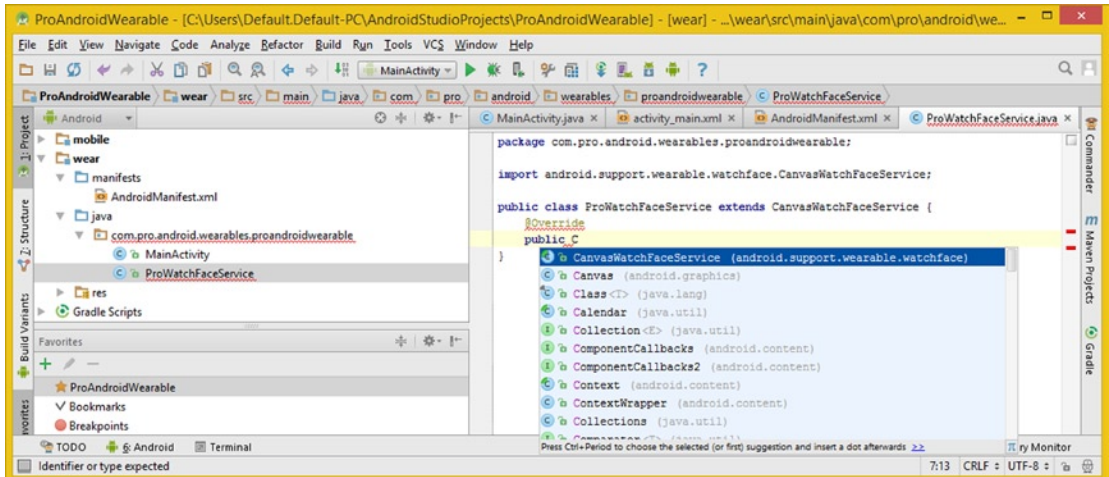 ProAndroidWearable - [C:\Users\Default.Default-PC\AndroidStudioProjects\ProAndroidWearable] - [wear] - ...\wear\src\main\java\com\pro\android\we...
File Edit View Navigate Code Analyze Refactor Build Run Tools VCS Window Help
MainActivity
ProAndroidWearable wear src main java com pro android wearables proandroidwearable ProWatchFaceService
Android
MainActivity.java activity_main.xml AndroidManifest.xml ProWatchFaceService.java
1: Project
Z: Structure
Build Variants
mobile
wear
manifests
AndroidManifest.xml
java
com.pro.android.wearables.proandroidwearable
MainActivity
ProWatchFaceService
res
Gradle Scripts
Favorites
ProAndroidWearable
Bookmarks
Breakpoints
package com.pro.android.wearables.proandroidwearable;
import android.support.wearable.watchface.CanvasWatchFaceService;
public class ProWatchFaceService extends CanvasWatchFaceService {
@Override
public C
}
CanvasWatchFaceService (android.support.wearable.watchface)
Canvas (android.graphics)
Class<T> (java.lang)
Calendar (java.util)
Collection<E> (java.util)
ComponentCallbacks (android.content)
ComponentCallbacks2 (android.content)
Context (android.content)
ContextWrapper (android.content)
Collections (java.util)
Comparator<T> (java.util)
Press Ctrl+Period to choose the selected (or first) suggestion and insert a dot afterwards >>
Commander
Maven Projects
Gradle
TODO 6: Android Terminal
ry Monitor
Identifier or type expected
7:13 CRLF UTF-8